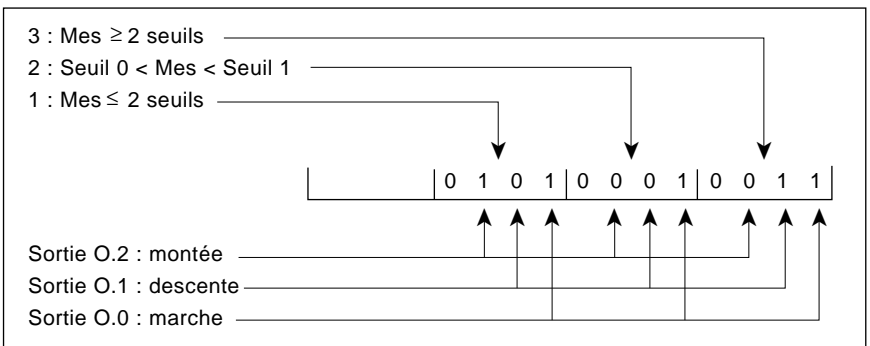 3 : Mes ≥ 2 seuils
2 : Seuil 0 < Mes < Seuil 1
1 : Mes ≤ 2 seuils
0 1 0 1 0 0 0 1 0 0 1 1
Sortie O.2 : montée
Sortie O.1 : descente
Sortie O.0 : marche